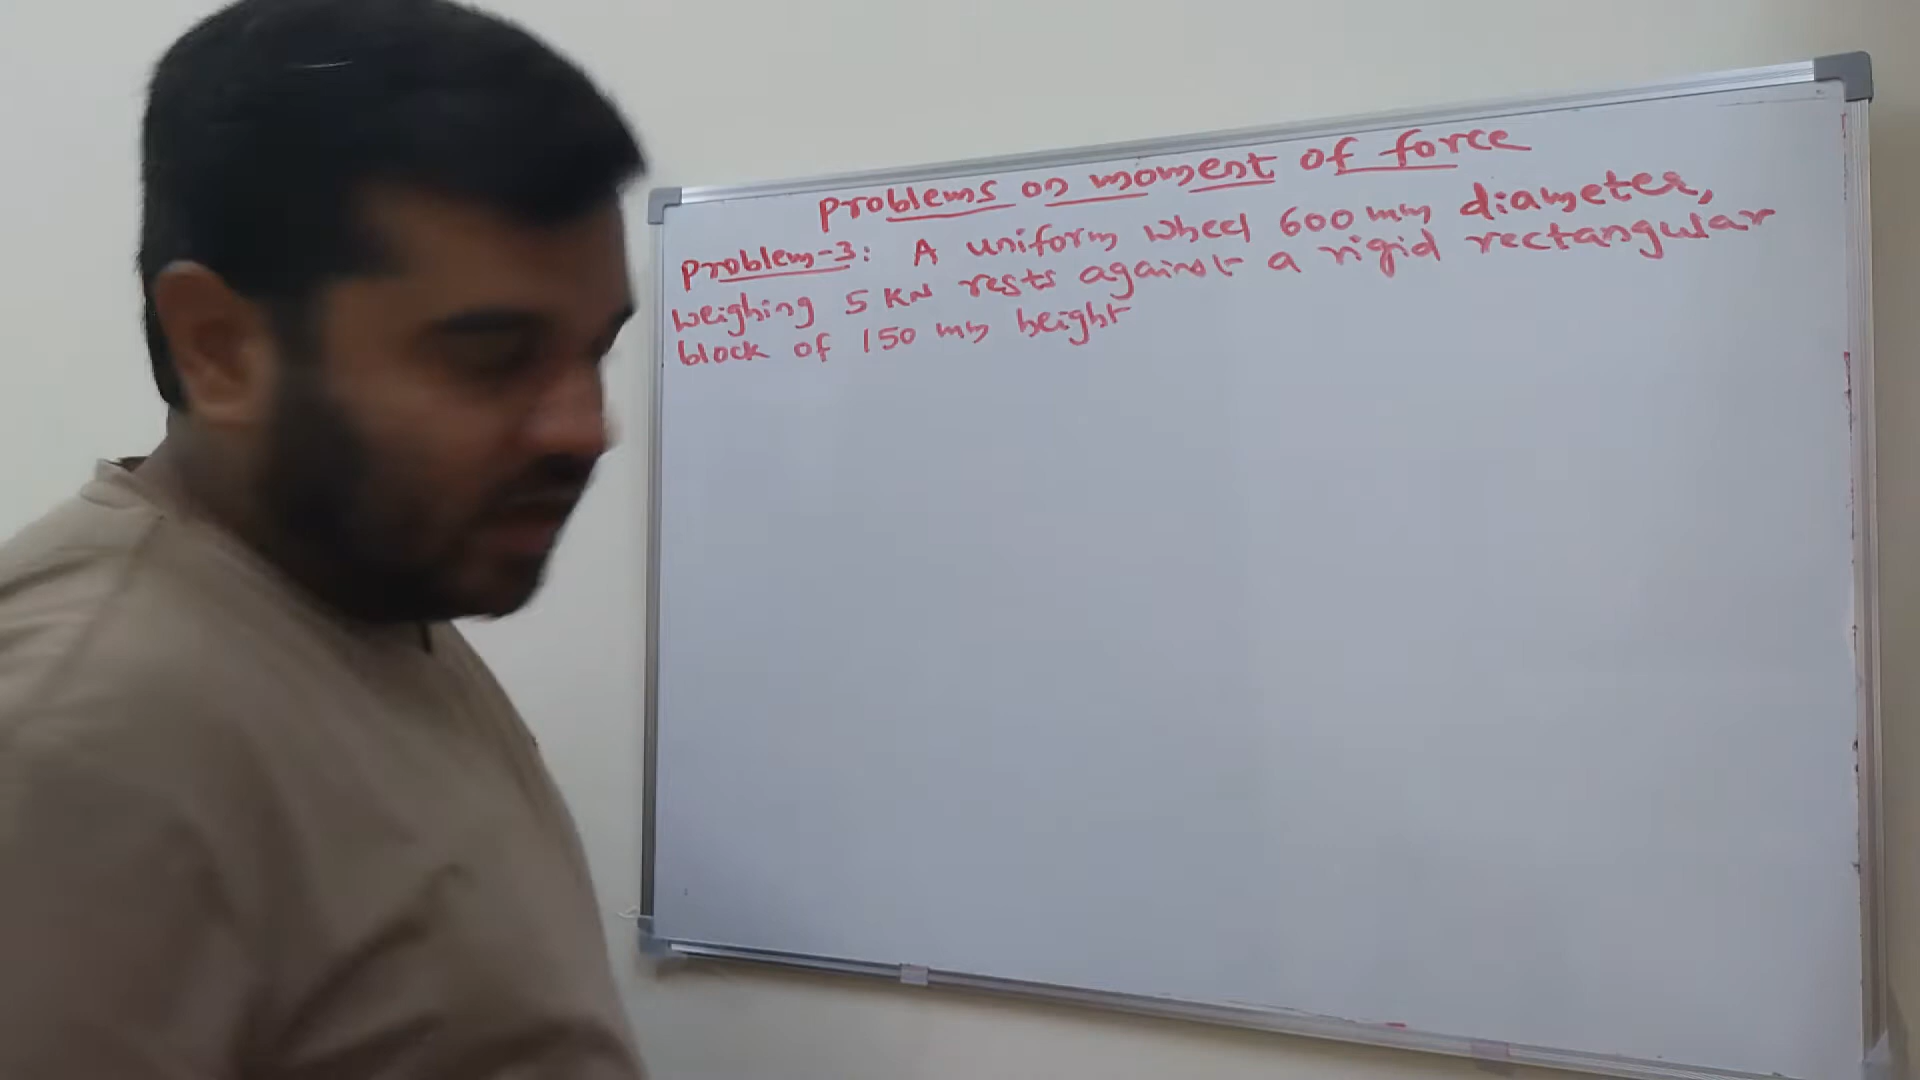 Problems on moment of force
Problem-3: A uniform wheel 600 mm diameter,
weighing 5 KN rests against a rigid rectangular
block of 150 mm height